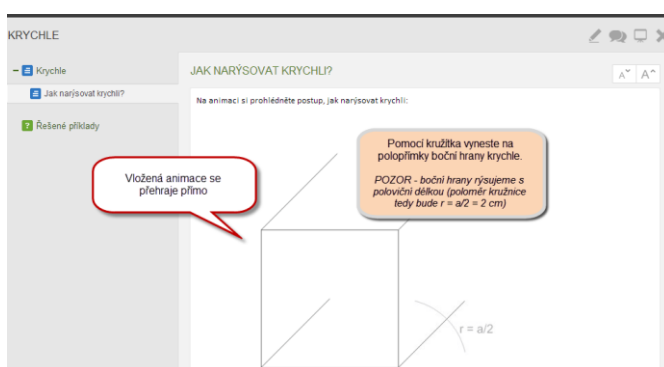 KRYCHLE
Krychle
Jak narýsovat krychli?
Řešené příklady
JAK NARÝSOVAT KRYCHLI?
A˅ A^
Na animaci si prohlédněte postup, jak narýsovat krychli:
Vložená animace se
přehraje přímo
Pomocí kružítka vyneste na
polopřímky boční hrany krychle.
POZOR - boční hrany rýsujeme s
poloviční délkou (poloměr kružnice
tedy bude r = a/2 = 2 cm)
r = a/2